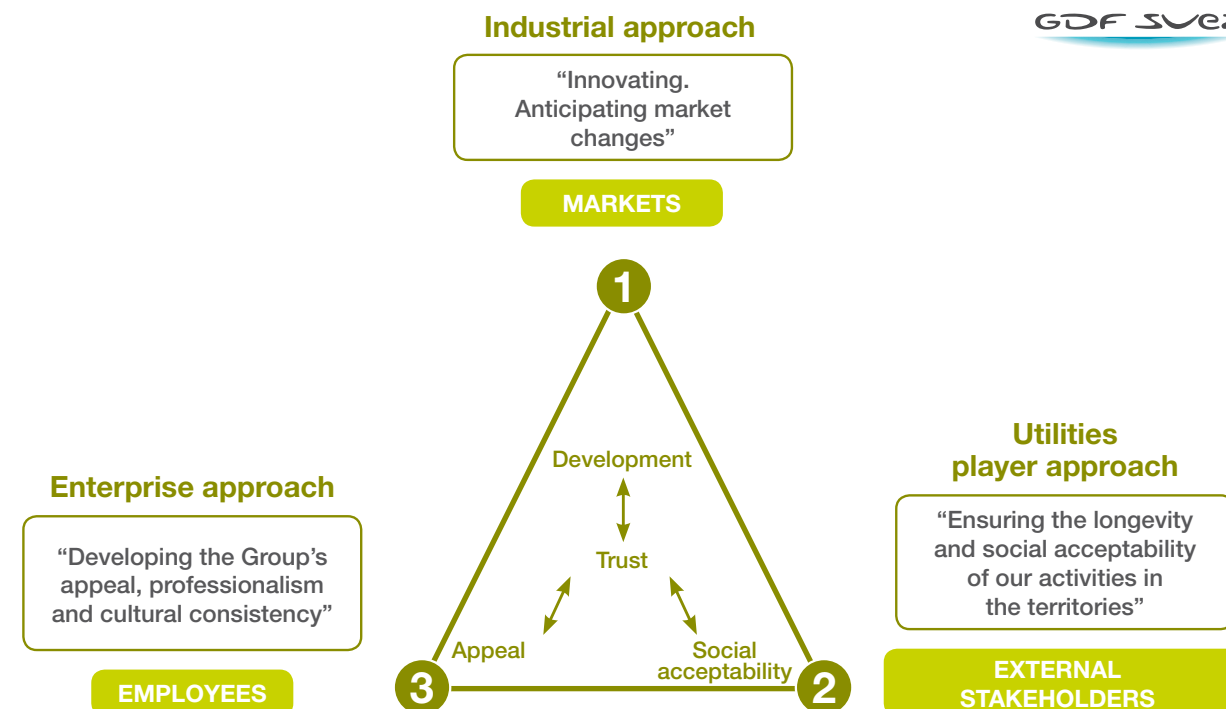 Industrial approach
GDF SUEZ
“Innovating.
Anticipating market
changes”
MARKETS
1
Development
Trust
Appeal
Social
acceptability
3
2
Enterprise approach
“Developing the Group’s
appeal, professionalism
and cultural consistency”
EMPLOYEES
Utilities
player approach
“Ensuring the longevity
and social acceptability
of our activities in
the territories”
EXTERNAL
STAKEHOLDERS